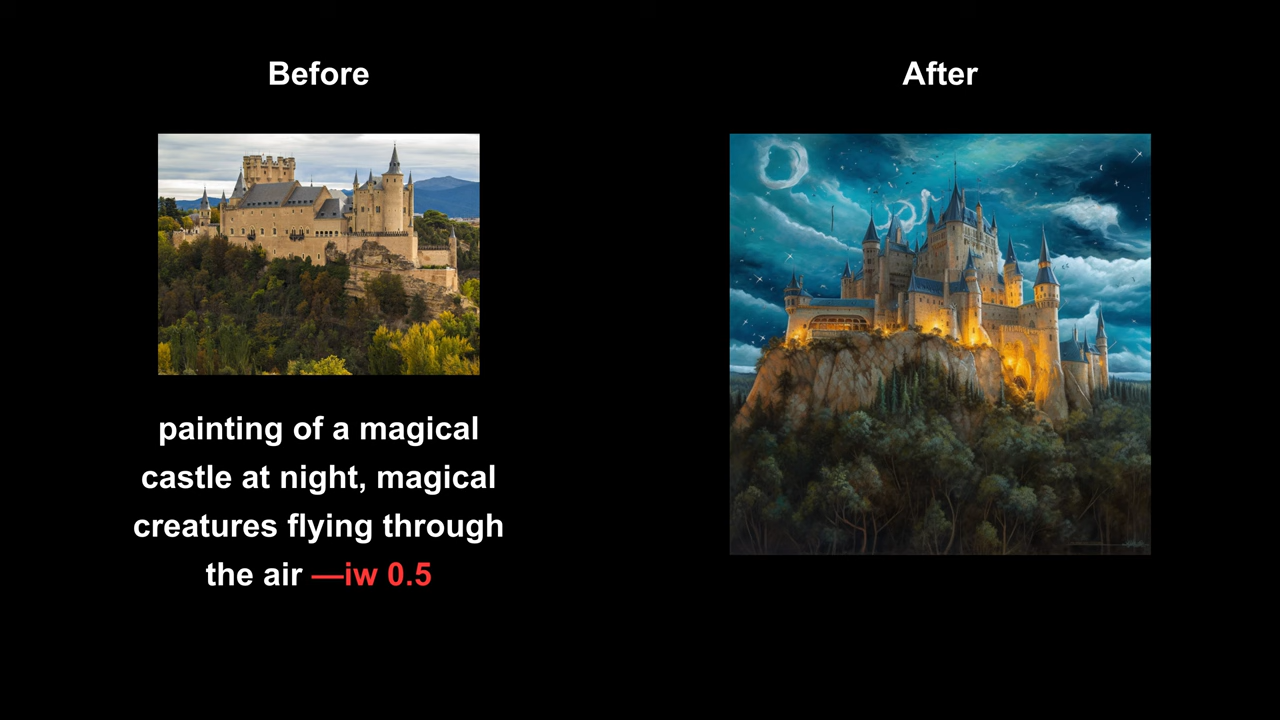 Before
After
painting of a magical
castle at night, magical
creatures flying through
the air —iw 0.5